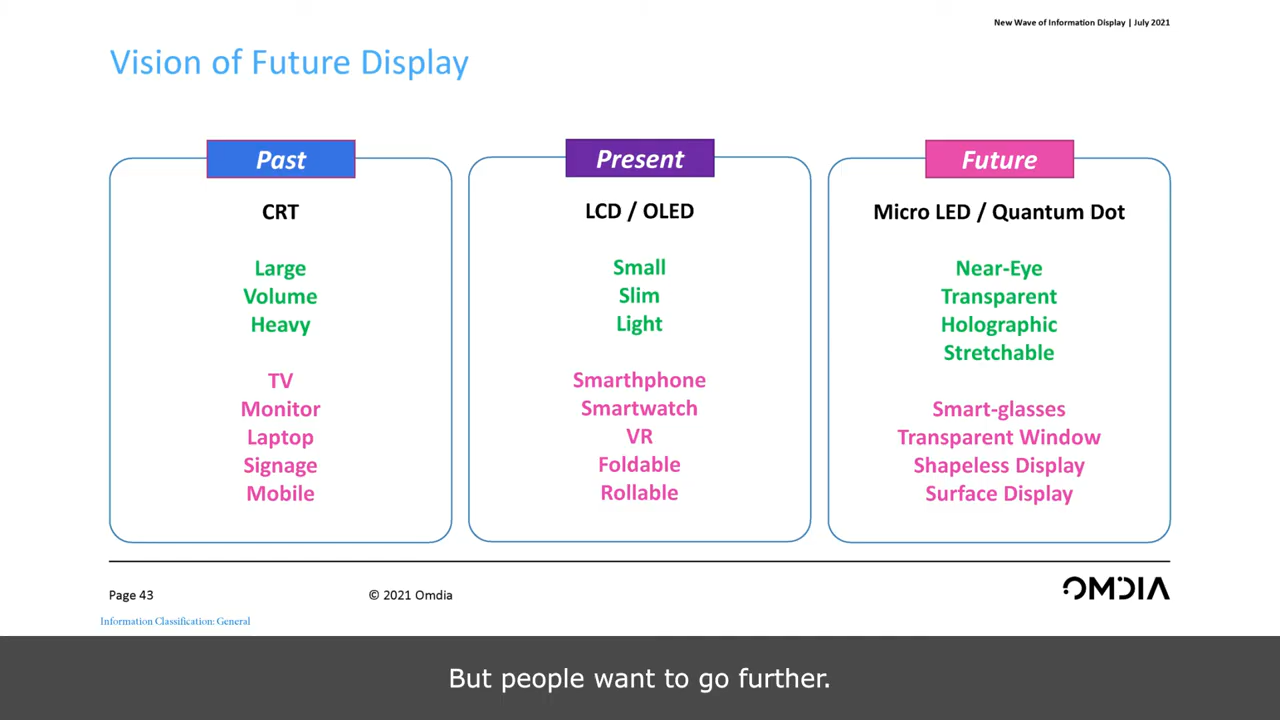 New Wave of Information Display | July 2021
Vision of Future Display
Past
CRT
Large
Volume
Heavy
TV
Monitor
Laptop
Signage
Mobile
Present
LCD / OLED
Small
Slim
Light
Smarthphone
Smartwatch
VR
Foldable
Rollable
Future
Micro LED / Quantum Dot
Near-Eye
Transparent
Holographic
Stretchable
Smart-glasses
Transparent Window
Shapeless Display
Surface Display
Page 43
© 2021 Omdia
OMDIA
Information Classification: General
But people want to go further.